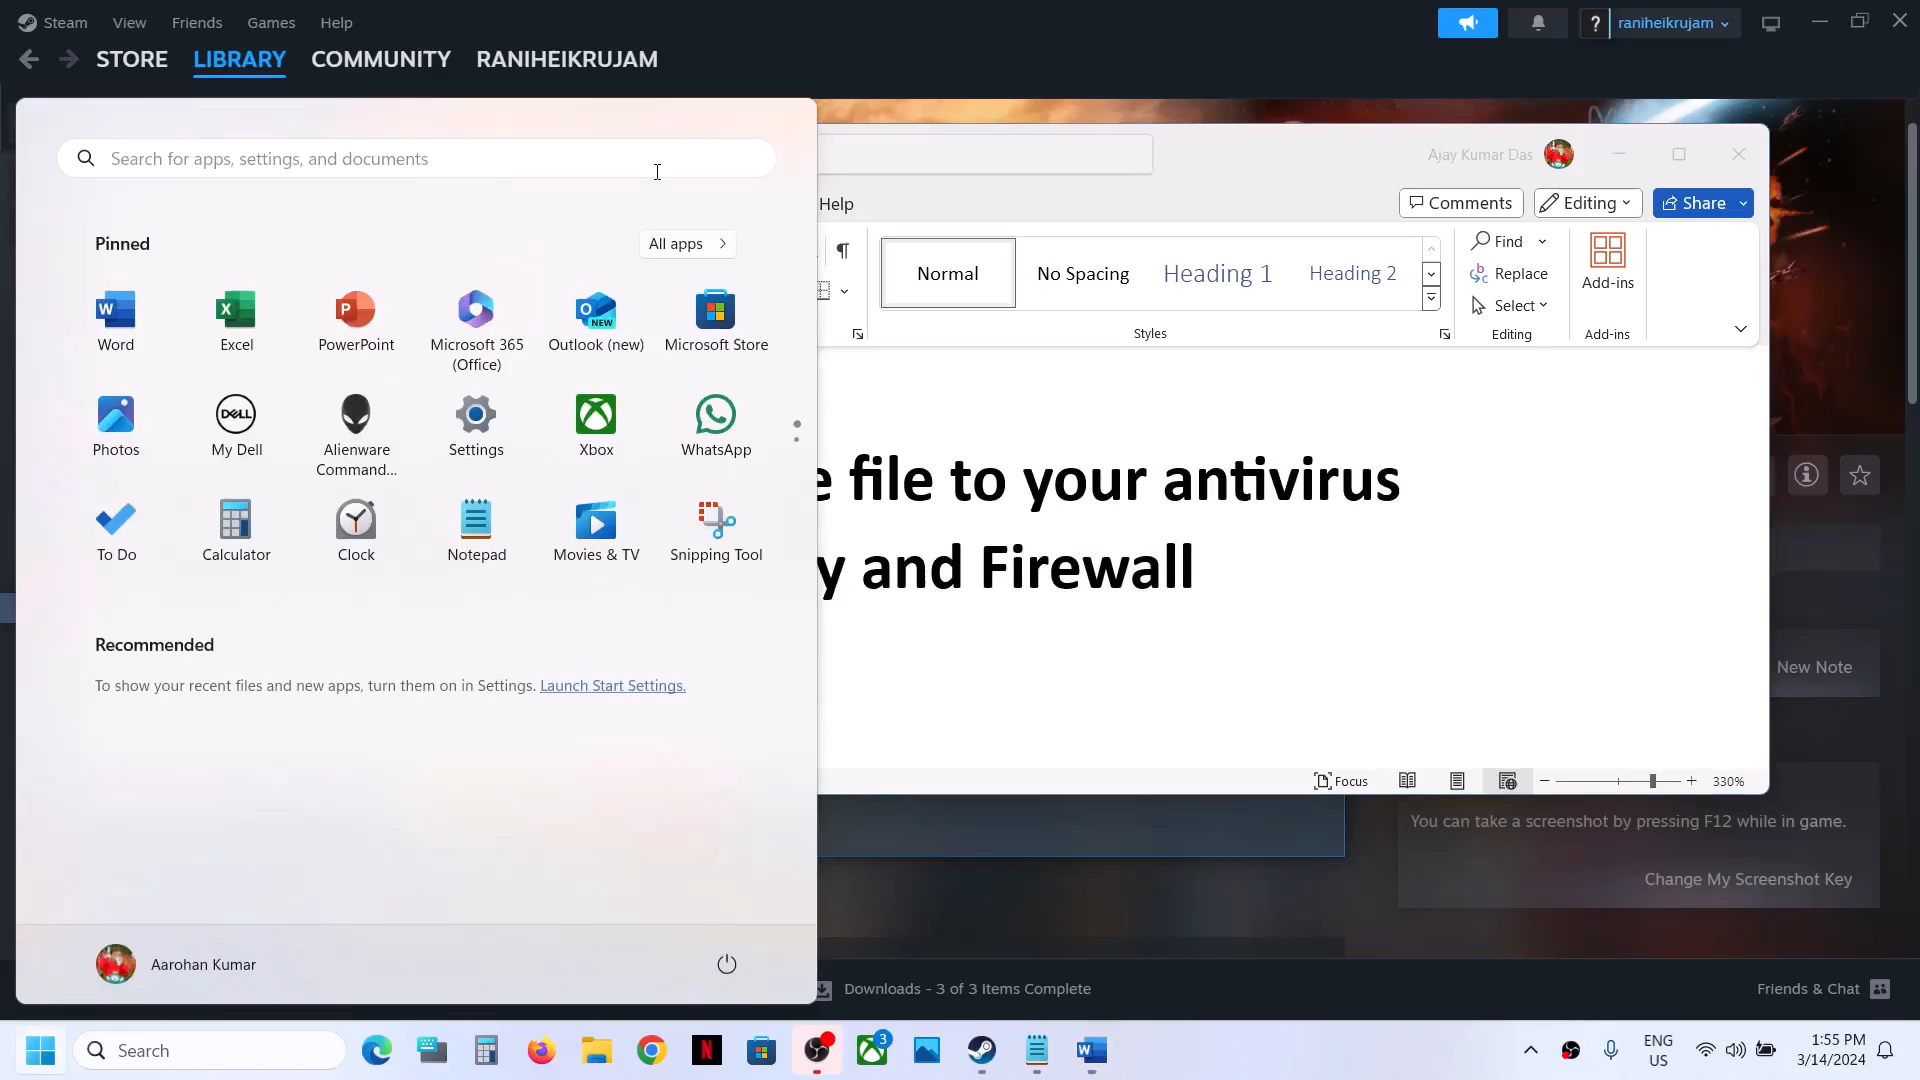 Steam View Friends Games Help
? raniheikrujam
STORE LIBRARY COMMUNITY RANIHEIKRUJAM
Search for apps, settings, and documents
Ajay Kumar Das
Help
Comments Editing Share
Pinned
All apps
Normal No Spacing Heading 1 Heading 2
Find
Replace
Select
Add-ins
Styles
Editing
Add-ins
Word Excel PowerPoint Microsoft 365 (Office) Outlook (new) Microsoft Store
Photos My Dell Alienware Command... Settings Xbox WhatsApp
To Do Calculator Clock Notepad Movies & TV Snipping Tool
e file to your antivirus
y and Firewall
Recommended
To show your recent files and new apps, turn them on in Settings. Launch Start Settings.
New Note
Focus
330%
You can take a screenshot by pressing F12 while in game.
Change My Screenshot Key
Aarohan Kumar
Downloads - 3 of 3 Items Complete
Friends & Chat
Search
3
ENG
US
1:55 PM
3/14/2024